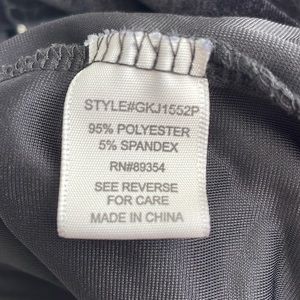 STYLE#GKJ1552P
95% POLYESTER
5% SPANDEX
RN#89354
SEE REVERSE
FOR CARE
MADE IN CHINA